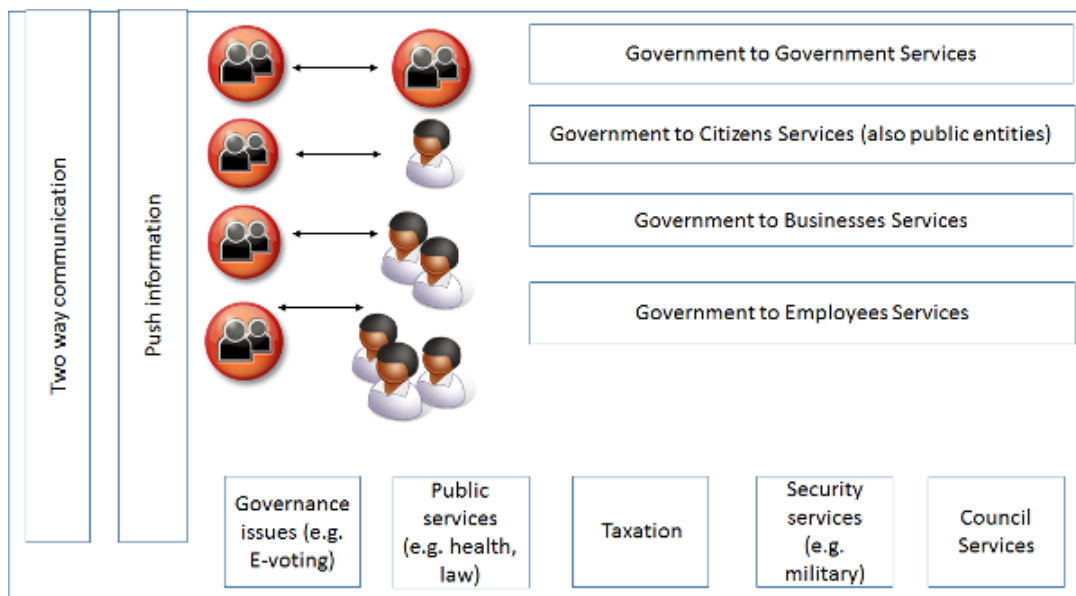 Two way communication
Push information
Government to Government Services
Government to Citizens Services (also public entities)
Government to Businesses Services
Government to Employees Services
Governance
issues (e.g.
E-voting)
Public
services
(e.g. health,
law)
Taxation
Security
services
(e.g.
military)
Council
Services